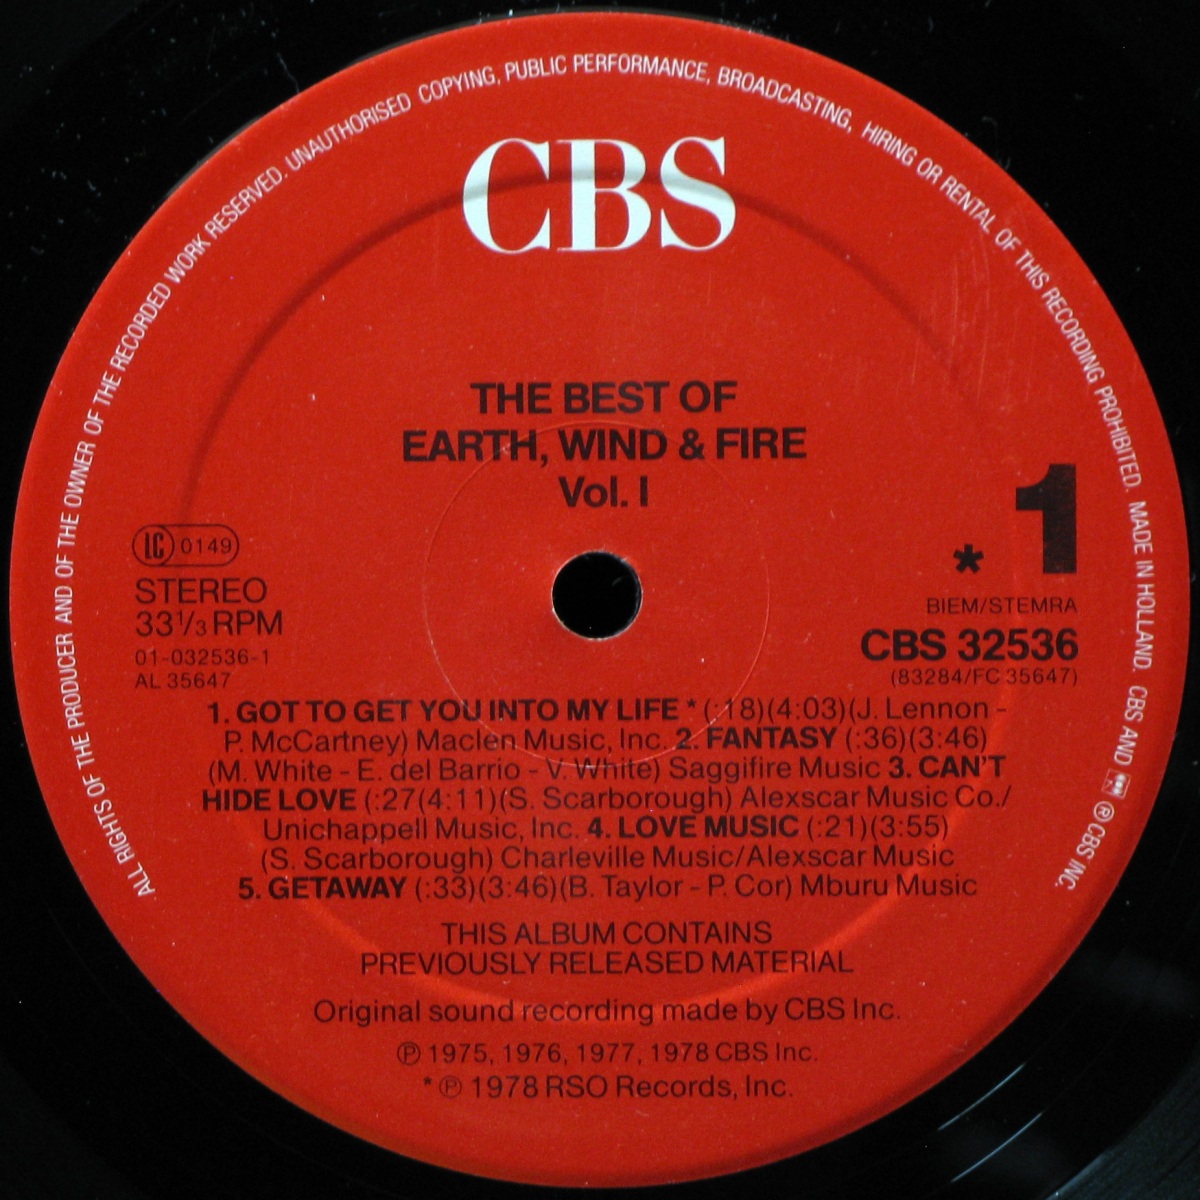 ALL RIGHTS OF THE PRODUCER AND OF THE OWNER OF THE RECORDED WORK RESERVED. UNAUTHORISED COPYING, PUBLIC PERFORMANCE, BROADCASTING, HIRING OR RENTAL OF THIS RECORDING PROHIBITED. MADE IN HOLLAND. CBS AND ℗ CBS INC.
CBS
THE BEST OF
EARTH, WIND & FIRE
Vol. I
LC 0149
STEREO
33 1/3 RPM
01-032536-1
AL 35647
* 1
BIEM/STEMRA
CBS 32536
(83284/FC 35647)
1. GOT TO GET YOU INTO MY LIFE * (:18)(4:03)(J. Lennon -
P. McCartney) Maclen Music, Inc. 2. FANTASY (:36)(3:46)
(M. White - E. del Barrio - V. White) Saggifire Music 3. CAN'T
HIDE LOVE (:27(4:11)(S. Scarborough) Alexscar Music Co./
Unichappell Music, Inc. 4. LOVE MUSIC (:21)(3:55)
(S. Scarborough) Charleville Music/Alexscar Music
5. GETAWAY (:33)(3:46)(B. Taylor - P. Cor) Mburu Music
THIS ALBUM CONTAINS
PREVIOUSLY RELEASED MATERIAL
Original sound recording made by CBS Inc.
℗ 1975, 1976, 1977, 1978 CBS Inc.
* ℗ 1978 RSO Records, Inc.